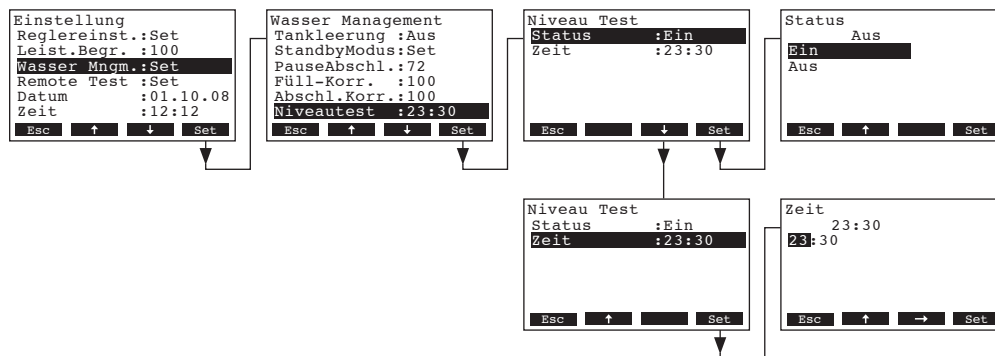 Einstellung
Reglereinst.:Set
Leist.Begr. :100
Wasser Mngm.:Set
Remote Test :Set
Datum :01.10.08
Zeit :12:12
Esc ↑ ↓ Set
Wasser Management
Tankleerung :Aus
StandbyModus:Set
PauseAbschl.:72
Füll-Korr. :100
Abschl.Korr.:100
Niveautest :23:30
Esc ↑ ↓ Set
Niveau Test
Status :Ein
Zeit :23:30
Esc ↓ Set
Status
Aus
Ein
Aus
Esc ↑ Set
Niveau Test
Status :Ein
Zeit :23:30
Esc ↑ Set
Zeit
23:30
23:30
Esc ↑ → Set